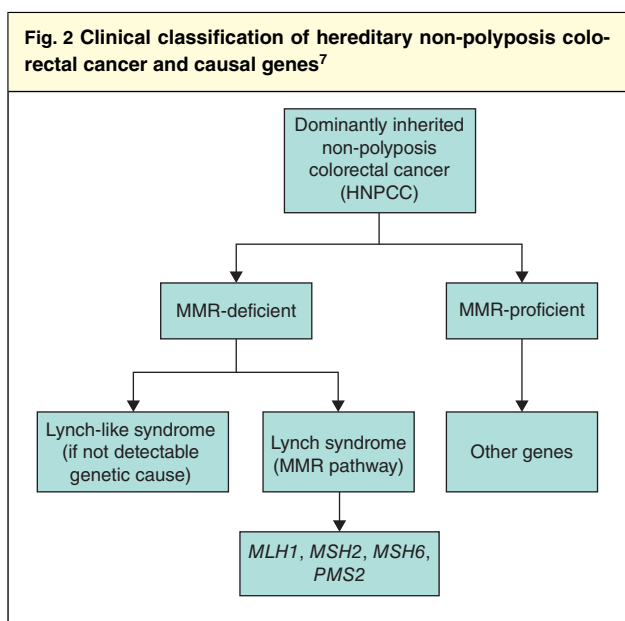 Fig. 2 Clinical classification of hereditary non-polyposis colo-
rectal cancer and causal genes7
Dominantly inherited
non-polyposis
colorectal cancer
(HNPCC)
MMR-deficient
MMR-proficient
Lynch-like syndrome
(if not detectable
genetic cause)
Lynch syndrome
(MMR pathway)
Other genes
MLH1, MSH2, MSH6,
PMS2